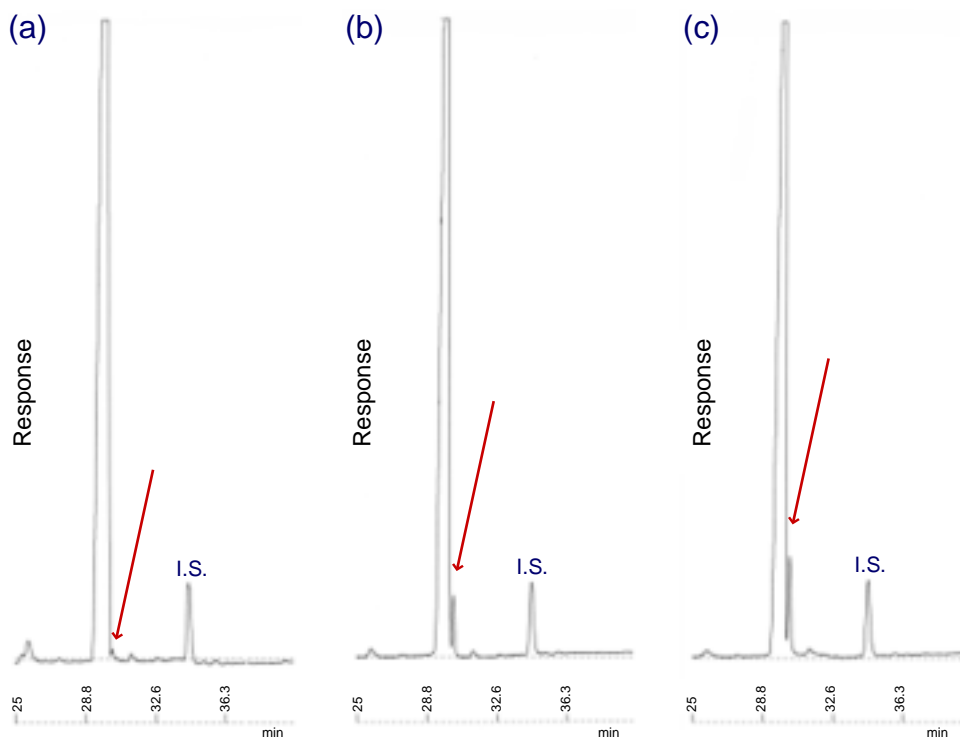 (a)
Response
I.S.
25 28.8 32.6 36.3
min
(b)
Response
I.S.
25 28.8 32.6 36.3
min
(c)
Response
I.S.
25 28.8 32.6 36.3
min